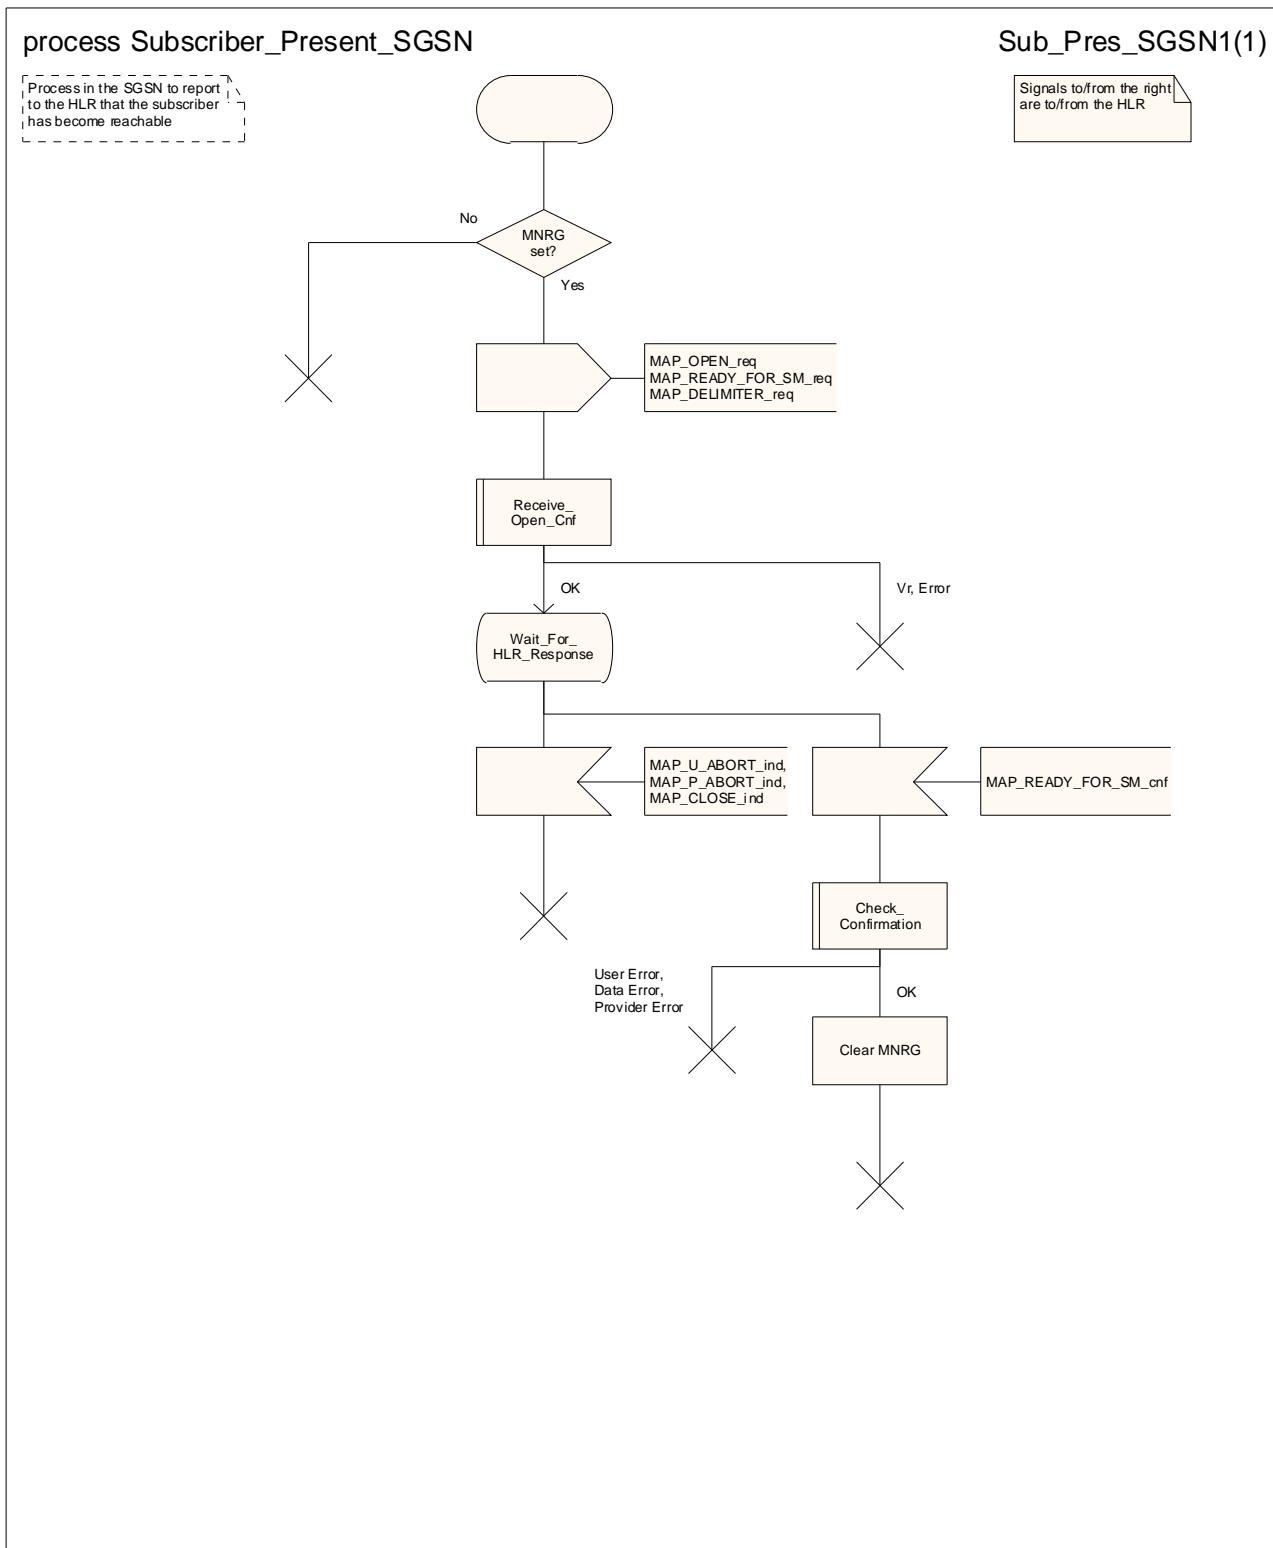 process Subscriber_Present_SGSN
Sub_Pres_SGSN1(1)
Process in the SGSN to report
to the HLR that the subscriber
has become reachable
Signals to/from the right
are to/from the HLR
No
MNRG
set?
Yes
MAP_OPEN_req
MAP_READY_FOR_SM_req
MAP_DELIMITER_req
Receive_
Open_Cnf
OK
Vr, Error
Wait_For_
HLR_Response
MAP_U_ABORT_ind,
MAP_P_ABORT_ind,
MAP_CLOSE_ind
MAP_READY_FOR_SM_cnf
Check_
Confirmation
User Error,
Data Error,
Provider Error
OK
Clear MNRG